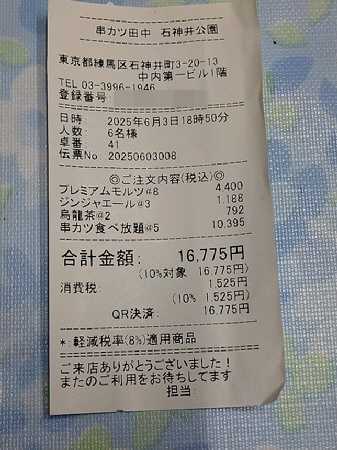 串カツ田中 石神井公園
東京都練馬区石神井町3-20-13
中内第一ビル1階
TEL 03-3996-1946
登録番号
日時 2025年6月3日18時50分
人数: 6名様
卓番 41
伝票No 20250603008
◎ご注文内容(税込)◎
プレミアムモルツ@8 4,400
ジンジャエール@3 1,188
烏龍茶@2 792
串カツ食べ放題@5 10,395
合計金額: 16,775円
(10%対象 16,775円)
消費税: 1,525円
(10% 1,525円)
QR決済: 16,775円
*:軽減税率(8%)適用商品
ご来店ありがとうございました!
またのご利用をお待ちしてます
担当